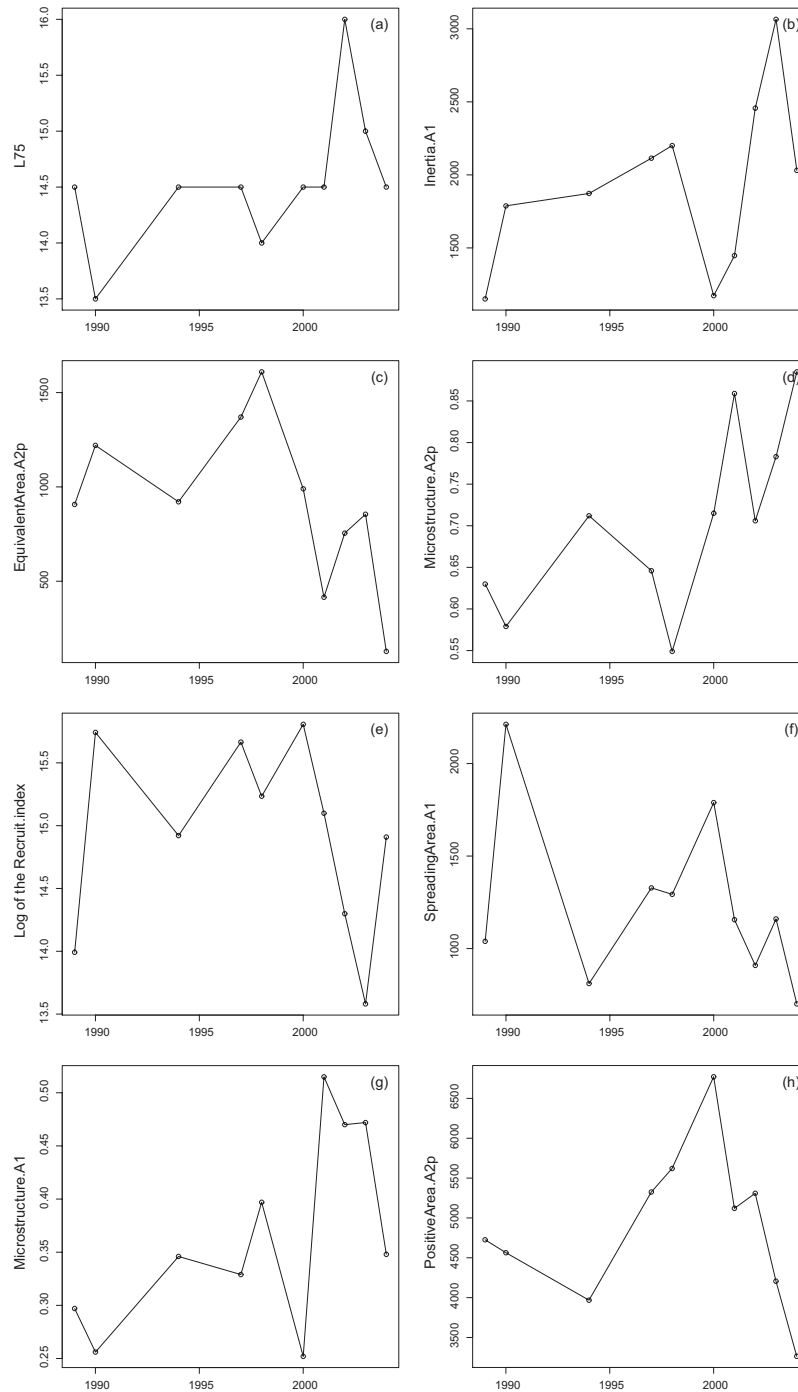 (a)
L75
16.0
15.5
15.0
14.5
14.0
13.5
1990 1995 2000
(b)
Inertia.A1
3000
2500
2000
1500
1990 1995 2000
(c)
EquivalentArea.A2p
1500
1000
500
1990 1995 2000
(d)
Microstructure.A2p
0.85
0.80
0.75
0.70
0.65
0.60
0.55
1990 1995 2000
(e)
Log of the Recruit.index
15.5
15.0
14.5
14.0
13.5
1990 1995 2000
(f)
SpreadingArea.A1
2000
1500
1000
1990 1995 2000
(g)
Microstructure.A1
0.50
0.45
0.40
0.35
0.30
0.25
1990 1995 2000
(h)
PositiveArea.A2p
6500
6000
5500
5000
4500
4000
3500
1990 1995 2000